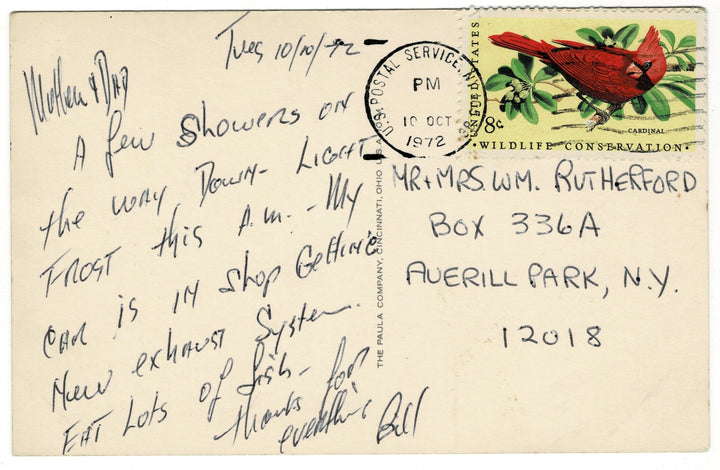 Tues 10/10/72
Mother & Dad
A few Showers on
the way Down - Light
Frost this A.M. - My
Car is in Shop Getting
New exhaust System.
Eat Lots of fish -
thanks for
everything
Bill
THE PAULA COMPANY, CINCINNATI, OHIO U.S.A.
U.S. POSTAL SERVICE, NY
PM
10 OCT
1972
UNITED STATES
8c
CARDINAL
• WILDLIFE CONSERVATION •
MR & MRS. WM. RUTHERFORD
BOX 336A
AVERILL PARK, N.Y.
12018